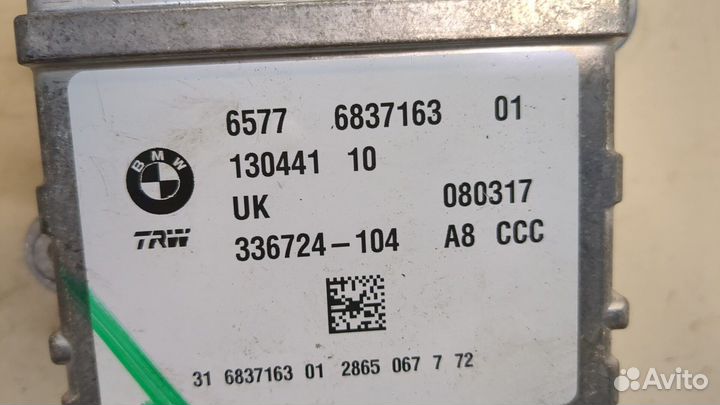 6577 6837163 01
130441 10
BMW
UK 080317
TRW 336724-104 A8 CCC
31 6837163 01 2865 067 7 72
Avito